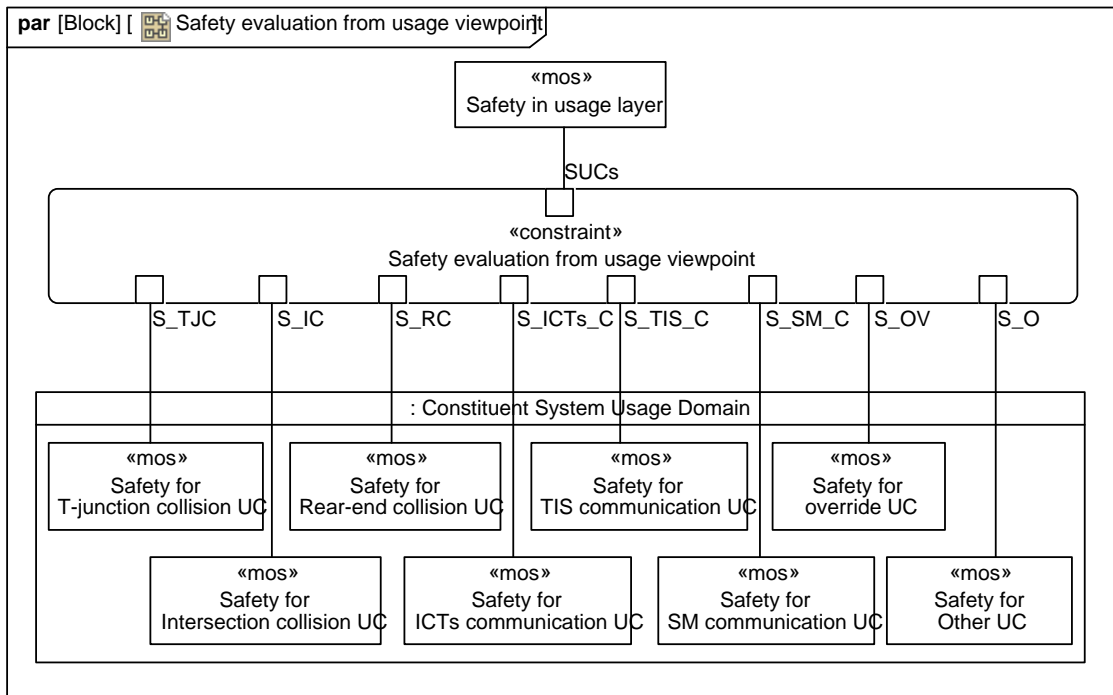 par [Block] [ Safety evaluation from usage viewpoint]
«mos»
Safety in usage layer
SUCs
«constraint»
Safety evaluation from usage viewpoint
S_TJC
S_IC
S_RC
S_ICTs_C
S_TIS_C
S_SM_C
S_OV
S_O
: Constituent System Usage Domain
«mos»
Safety for
T-junction collision UC
«mos»
Safety for
Rear-end collision UC
«mos»
Safety for
TIS communication UC
«mos»
Safety for
override UC
«mos»
Safety for
Intersection collision UC
«mos»
Safety for
ICTs communication UC
«mos»
Safety for
SM communication UC
«mos»
Safety for
Other UC